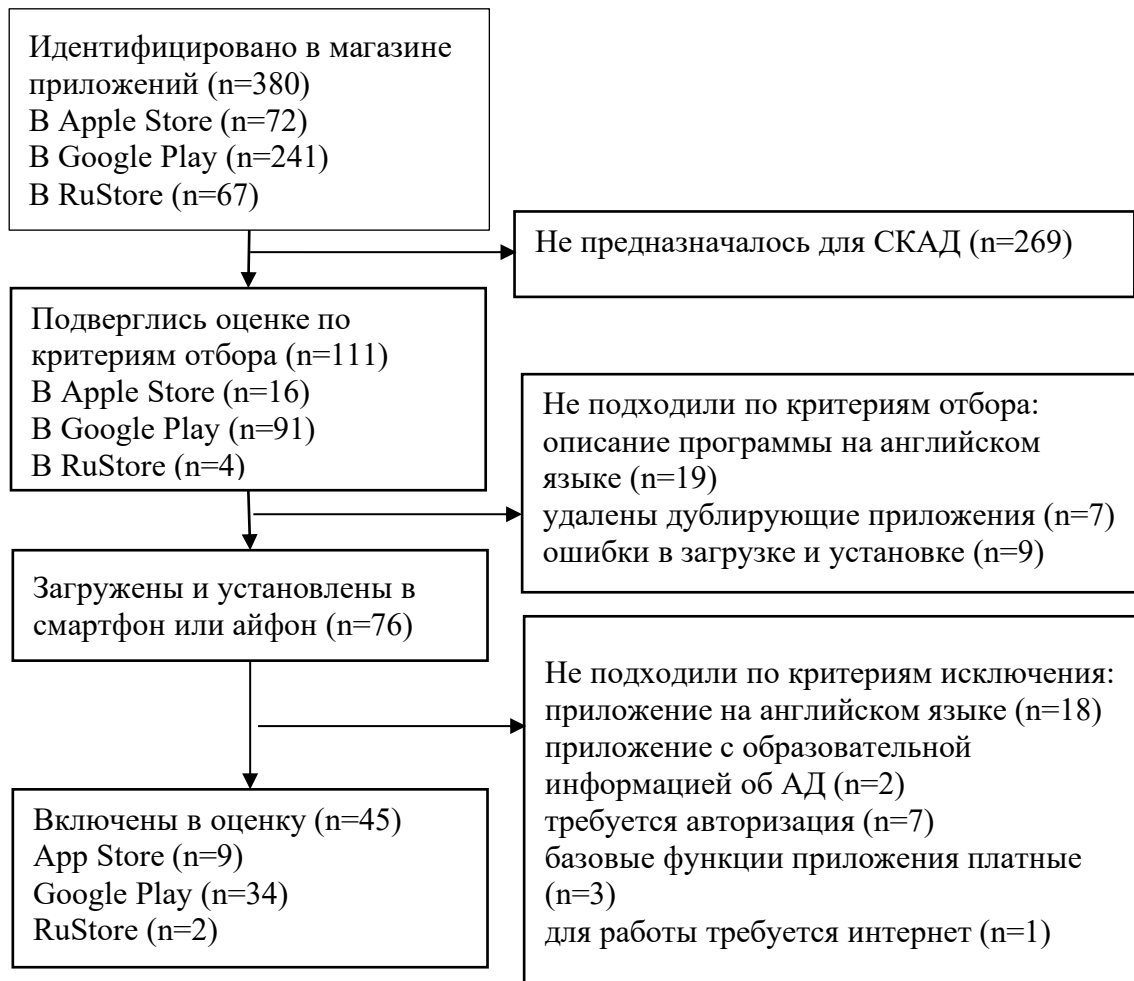 Идентифицировано в магазине
приложений (n=380)
В Apple Store (n=72)
В Google Play (n=241)
В RuStore (n=67)
Не предназначалось для СКАД (n=269)
Подверглись оценке по
критериям отбора (n=111)
В Apple Store (n=16)
В Google Play (n=91)
В RuStore (n=4)
Не подходили по критериям отбора:
описание программы на английском
языке (n=19)
удалены дублирующие приложения (n=7)
ошибки в загрузке и установке (n=9)
Загружены и установлены в
смартфон или айфон (n=76)
Не подходили по критериям исключения:
приложение на английском языке (n=18)
приложение с образовательной
информацией об АД (n=2)
требуется авторизация (n=7)
базовые функции приложения платные
(n=3)
для работы требуется интернет (n=1)
Включены в оценку (n=45)
App Store (n=9)
Google Play (n=34)
RuStore (n=2)